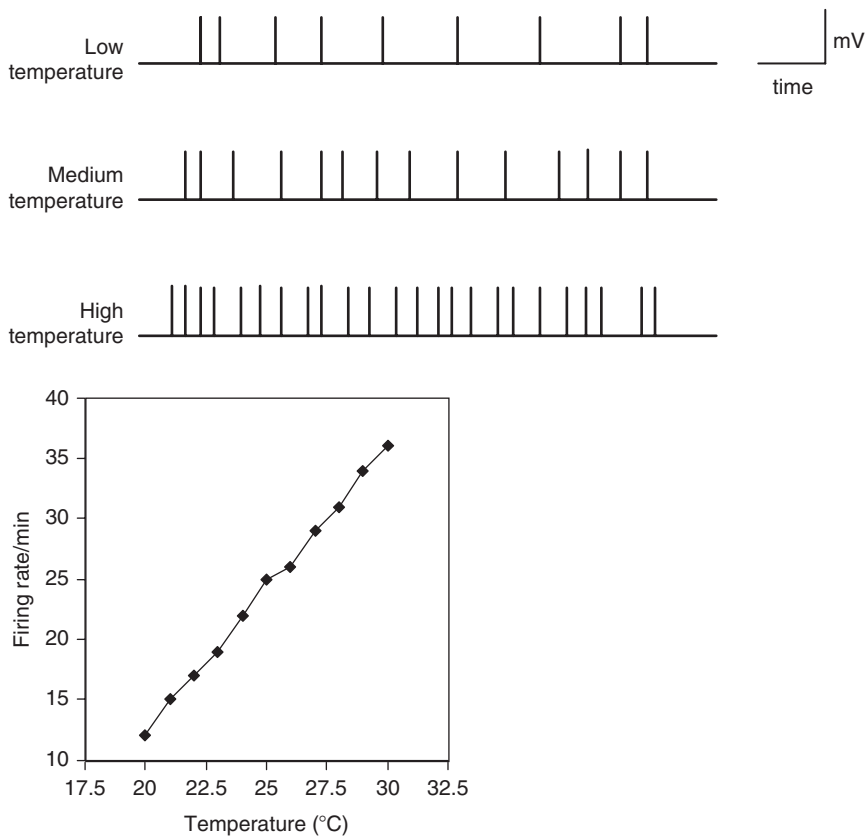 Low
temperature
mV
time
Medium
temperature
High
temperature
40
35
30
25
20
15
10
Firing rate/min
17.5 20 22.5 25 27.5 30 32.5
Temperature (°C)